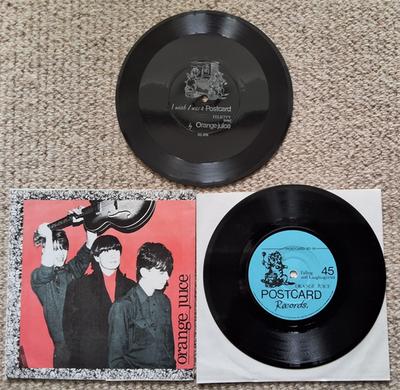 I wish I was a Postcard
FELICITY
by Orange juice
orange juice
45
Falling
and Laughing
ORANGE JUICE
POSTCARD
Records.